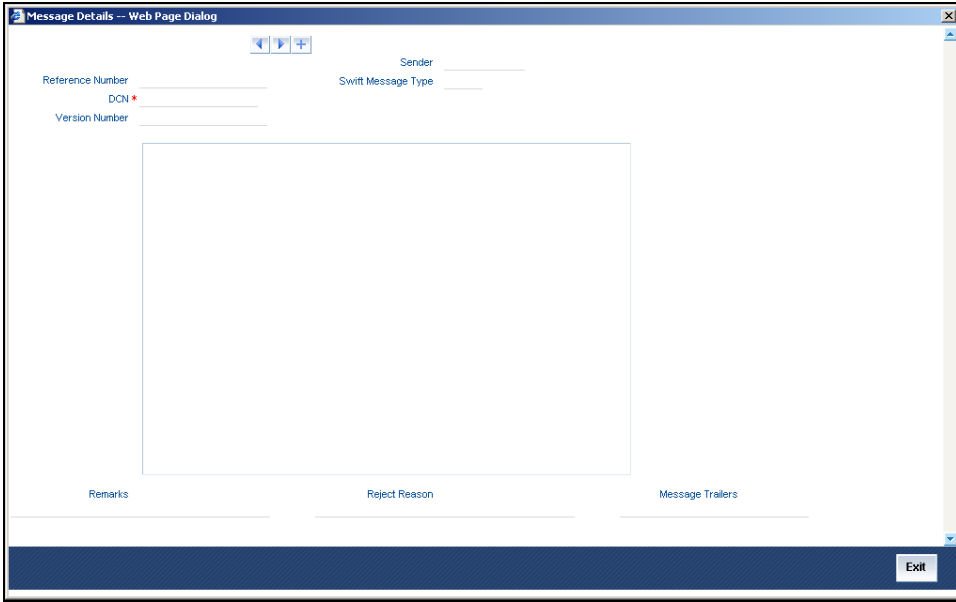 Message Details -- Web Page Dialog
Sender
Reference Number
Swift Message Type
DCN *
Version Number
Remarks
Reject Reason
Message Trailers
Exit